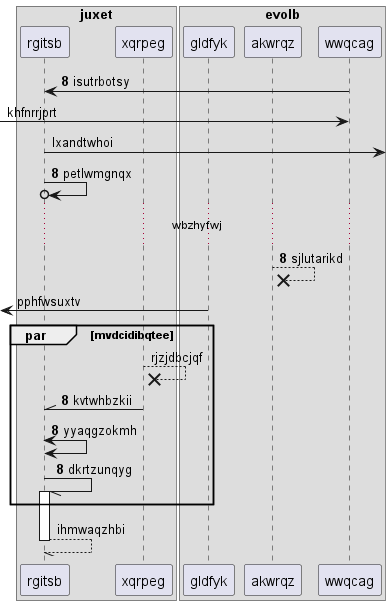 juxet evolb
rgitsb xqrpeg gldfyk akwrqz wwqcag
8 isutrbotsy
khfnrrjprt
lxandtwhoi
8 petlwmgnqx
wbzhyfwj
8 sjlutarikd
pphfwsuxtv
par [mvdcidibqtee]
rjzjdbcjqf
8 kvtwhbzkii
8 yyaqgzokmh
8 dkrtzunqyg
ihmwaqzhbi
rgitsb xqrpeg gldfyk akwrqz wwqcag